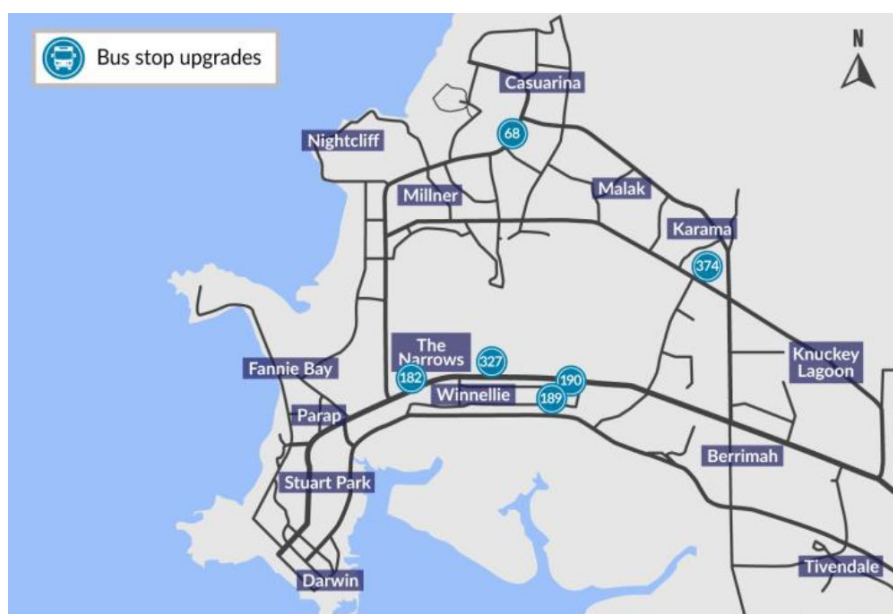 Bus stop upgrades
N
Casuarina
68
Nightcliff
Millner
Malak
Karama
374
The
Narrows
327
182
190
189
Fannie Bay
Winnellie
Knuckey
Lagoon
Parap
Berrimah
Stuart Park
Tivendale
Darwin